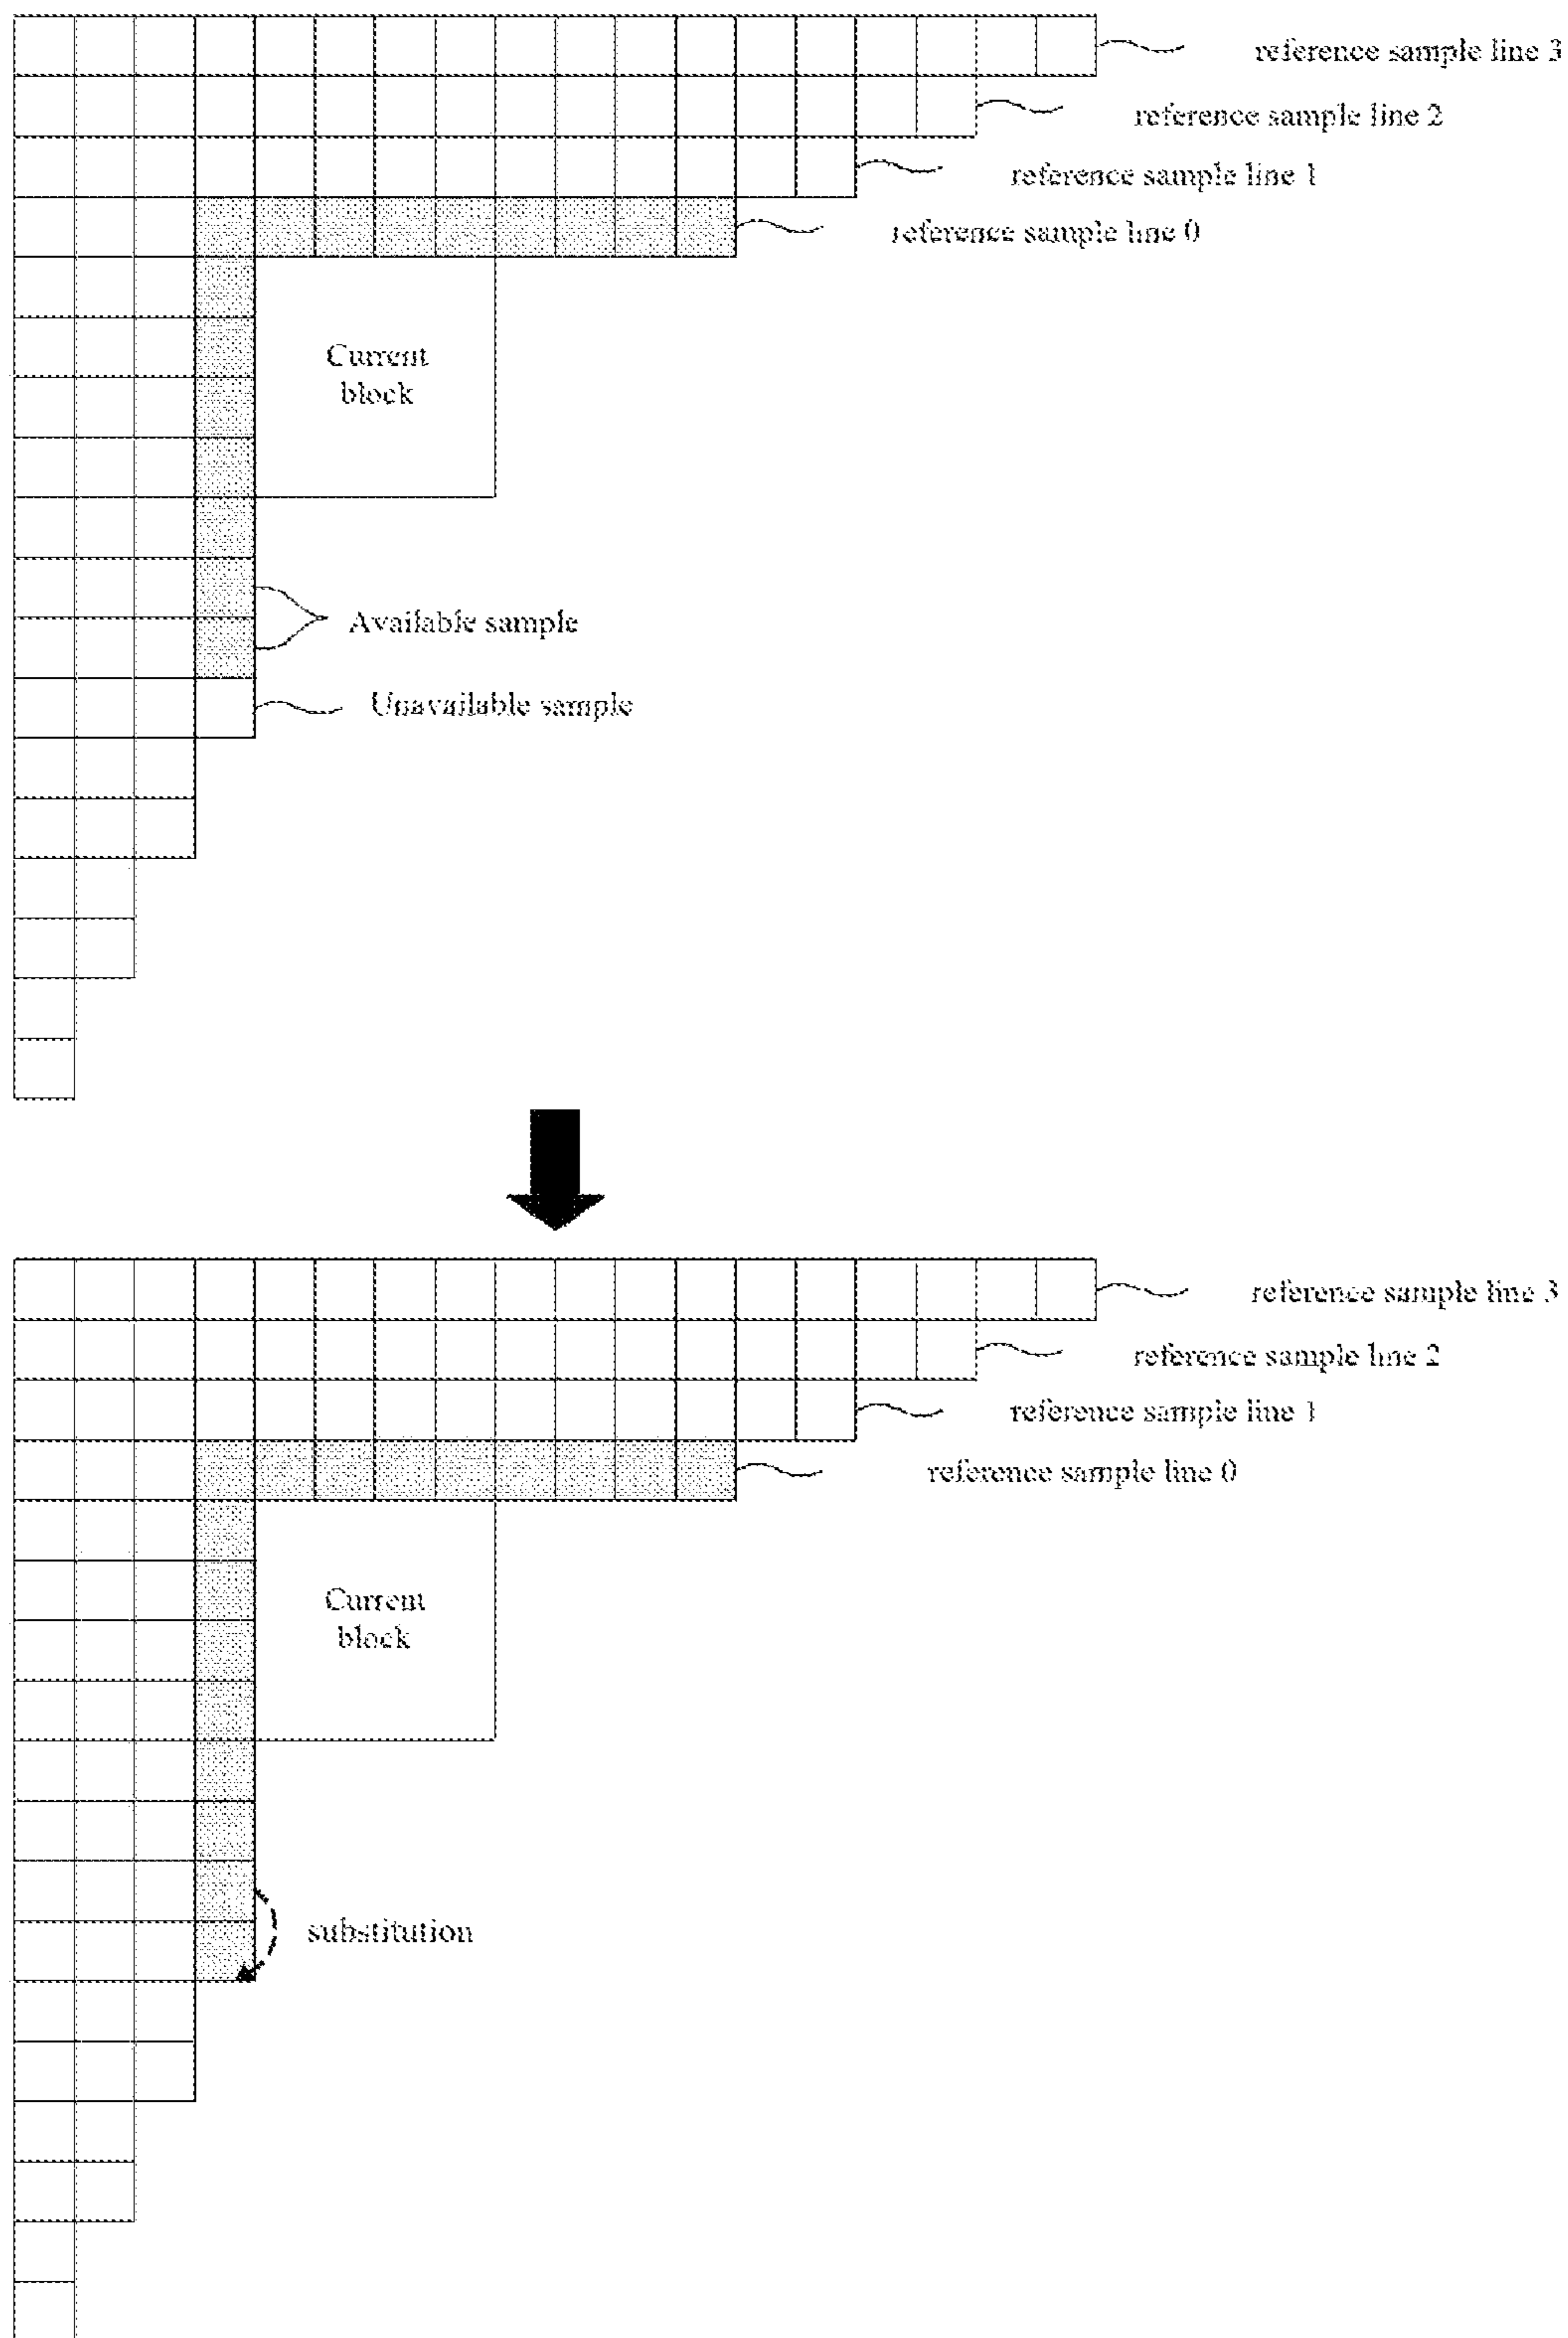 reference sample line 3
reference sample line 2
reference sample line 1
reference sample line 0
Current
block
Available sample
Unavailable sample
reference sample line 3
reference sample line 2
reference sample line 1
reference sample line 0
Current
block
substitution